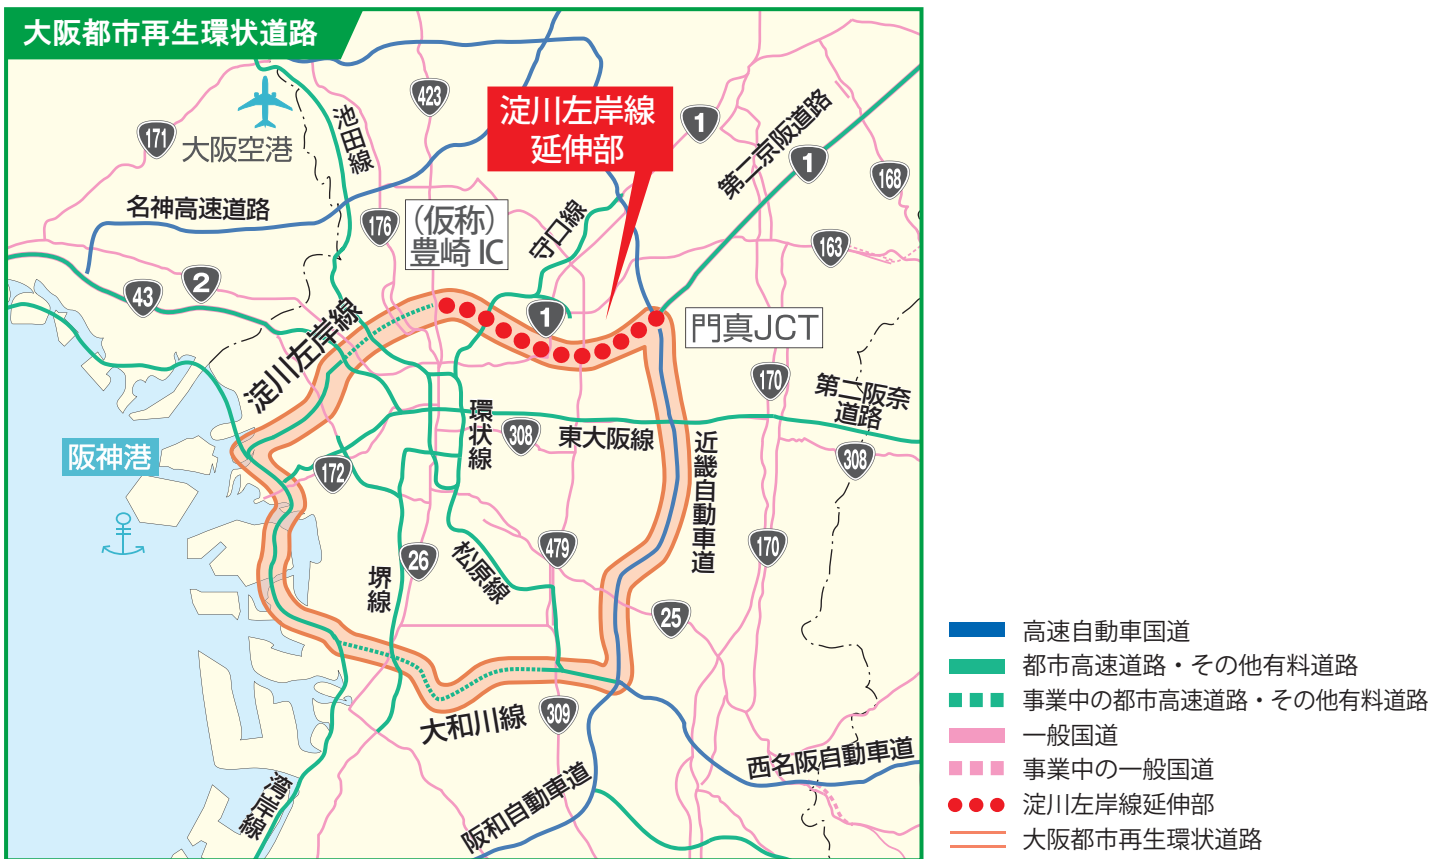 大阪都市再生環状道路
423
池田線
淀川左岸線
延伸部
1
第二京阪道路
171
大阪空港
1
168
名神高速道路
176
(仮称)
豊崎 IC
守口線
163
2
43
淀川左岸線
1
門真JCT
170
第二阪奈
道路
環状線
308
東大阪線
近畿自動車道
308
阪神港
172
26
松原線
479
170
堺線
25
大和川線
309
西名阪自動車道
湾岸線
阪和自動車道
高速自動車国道
都市高速道路・その他有料道路
事業中の都市高速道路・その他有料道路
一般国道
事業中の一般国道
淀川左岸線延伸部
大阪都市再生環状道路